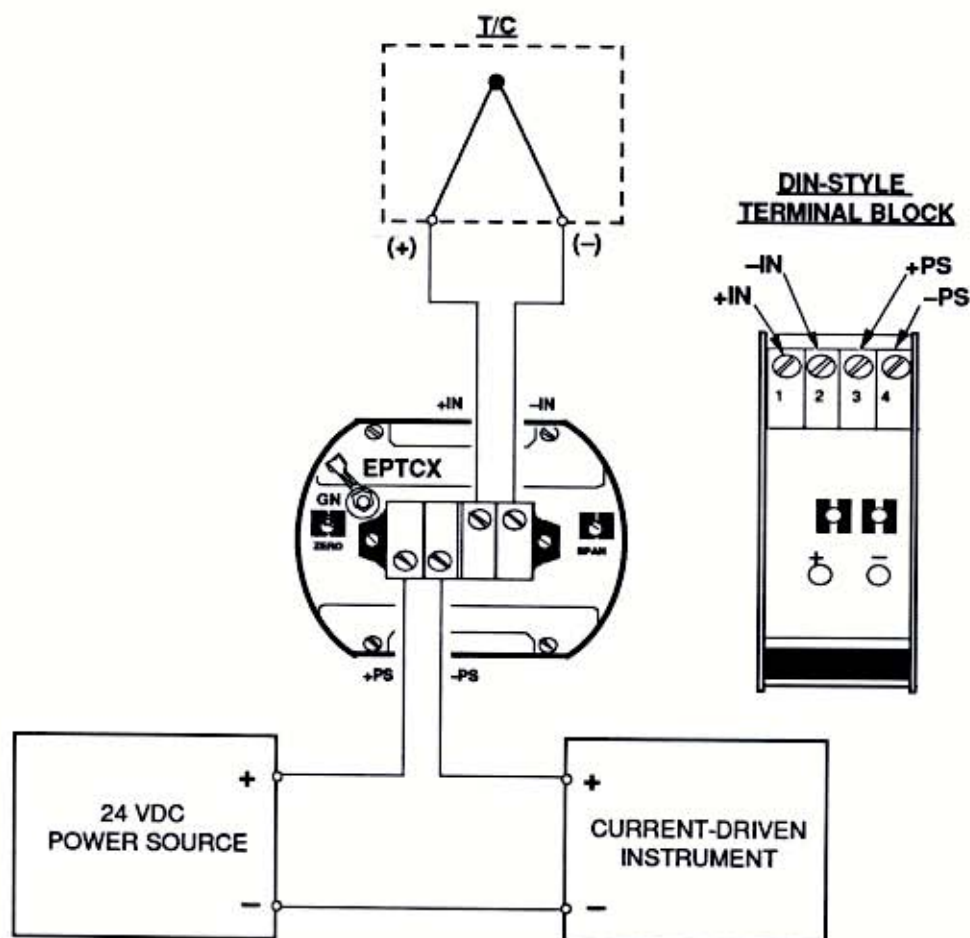 T/C
(+)
(–)
DIN-STYLE
TERMINAL BLOCK
–IN
+PS
+IN
–PS
1
2
3
4
+IN
–IN
EPTCX
GN
ZERO
SPAN
+
–
+PS
–PS
+
+
24 VDC
POWER SOURCE
CURRENT-DRIVEN
INSTRUMENT
–
–